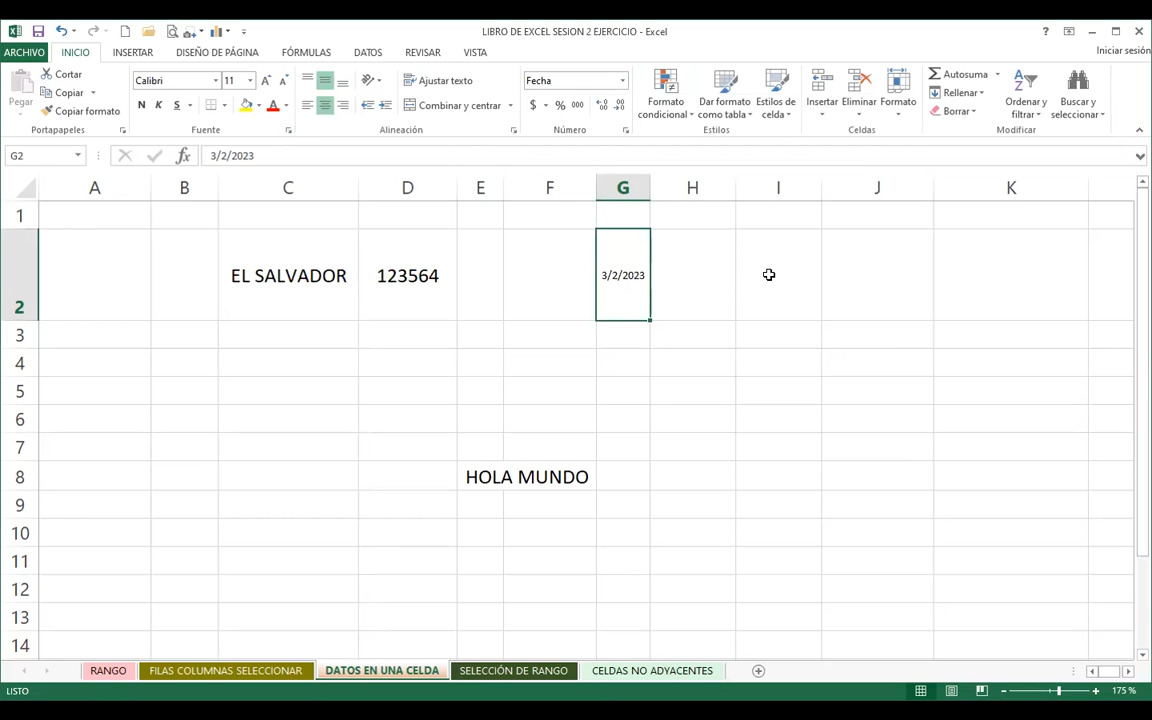 LIBRO DE EXCEL SESION 2 EJERCICIO - Excel
ARCHIVO INICIO INSERTAR DISEÑO DE PÁGINA FÓRMULAS DATOS REVISAR VISTA Iniciar sesión
Pegar
Cortar
Copiar
Copiar formato
Portapapeles
Calibri 11
N K S
Fuente
Ajustar texto
Combinar y centrar
Alineación
Fecha
$ % 000
Número
Formato condicional
Dar formato como tabla
Estilos de celda
Estilos
Insertar Eliminar Formato
Celdas
Autosuma
Rellenar
Borrar
Ordenar y filtrar
Buscar y seleccionar
Modificar
G2 fx 3/2/2023
A B C D E F G H I J K
1
2 EL SALVADOR 123564 3/2/2023
3
4
5
6
7
8 HOLA MUNDO
9
10
11
12
13
14
RANGO FILAS COLUMNAS SELECCIONAR DATOS EN UNA CELDA SELECCIÓN DE RANGO CELDAS NO ADYACENTES
LISTO 175 %